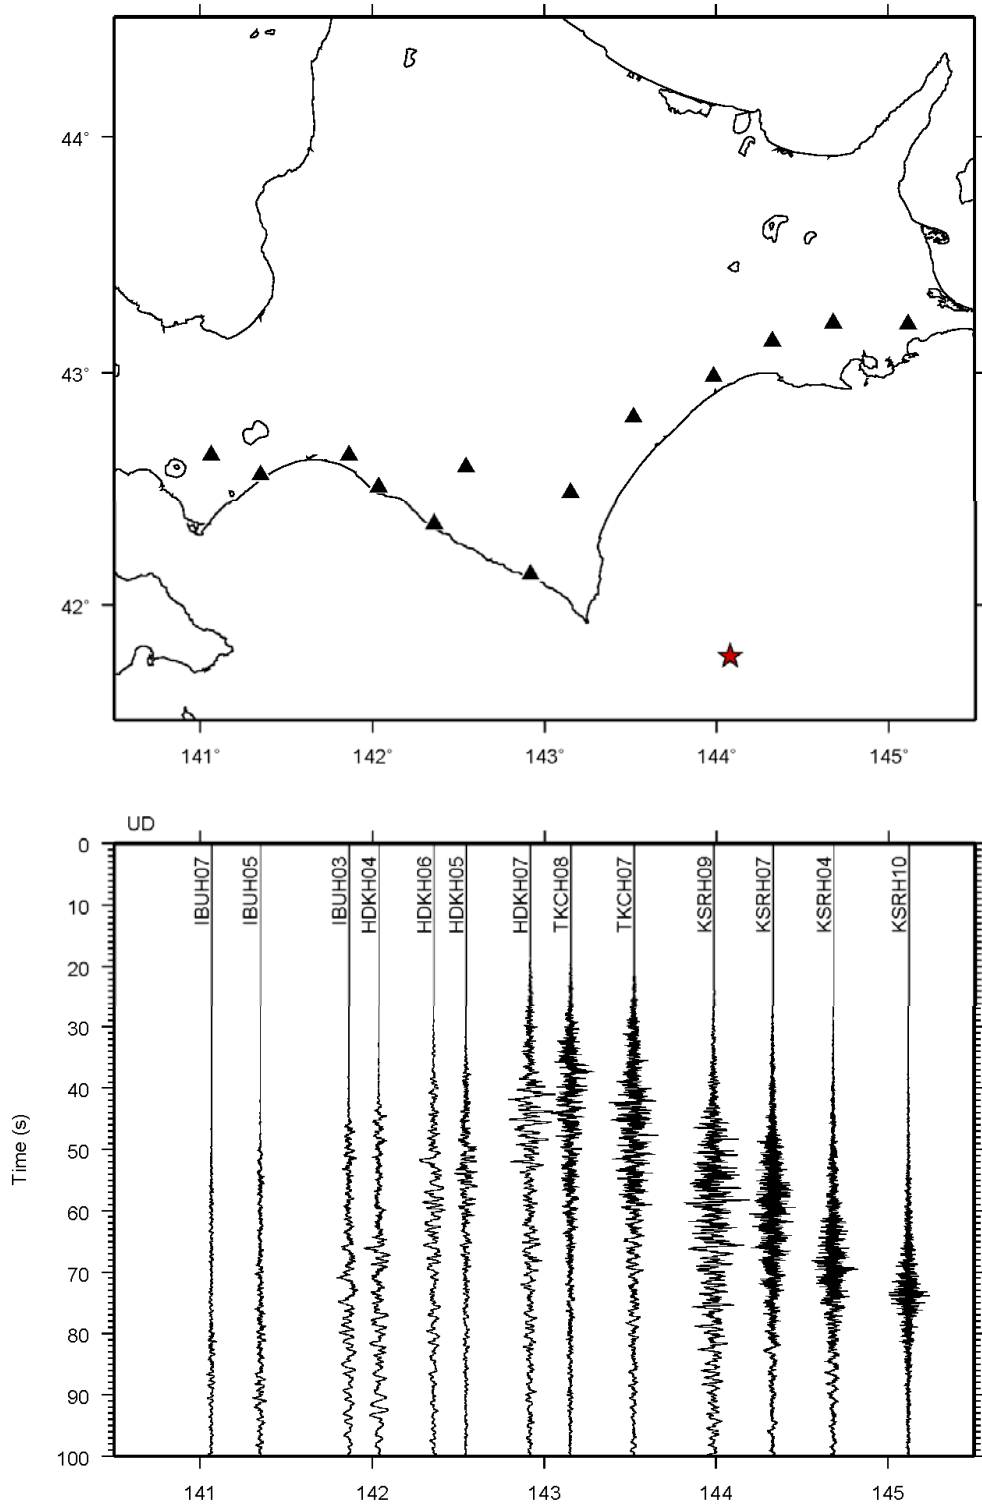 44°
43°
42°
141° 142° 143° 144° 145°
UD
IBUH07 IBUH05 IBUH03 HDKH04 HDKH06 HDKH05 HDKH07 TKCH08 TKCH07 KSRH09 KSRH07 KSRH04 KSRH10
0
10
20
30
40
50
60
70
80
90
100
Time (s)
141 142 143 144 145